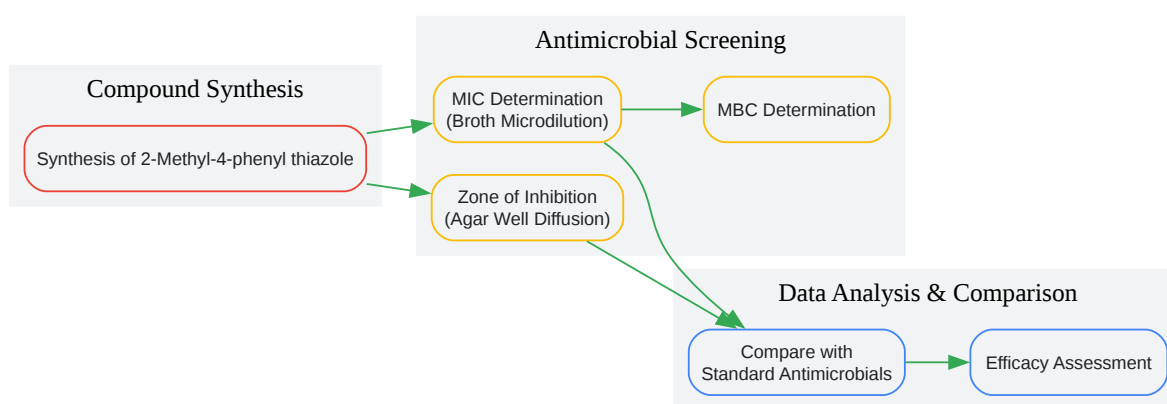 Antimicrobial Screening
Compound Synthesis
MIC Determination
(Broth Microdilution)
MBC Determination
Synthesis of 2-Methyl-4-phenyl thiazole
Zone of Inhibition
(Agar Well Diffusion)
Data Analysis & Comparison
Compare with
Standard Antimicrobials
Efficacy Assessment